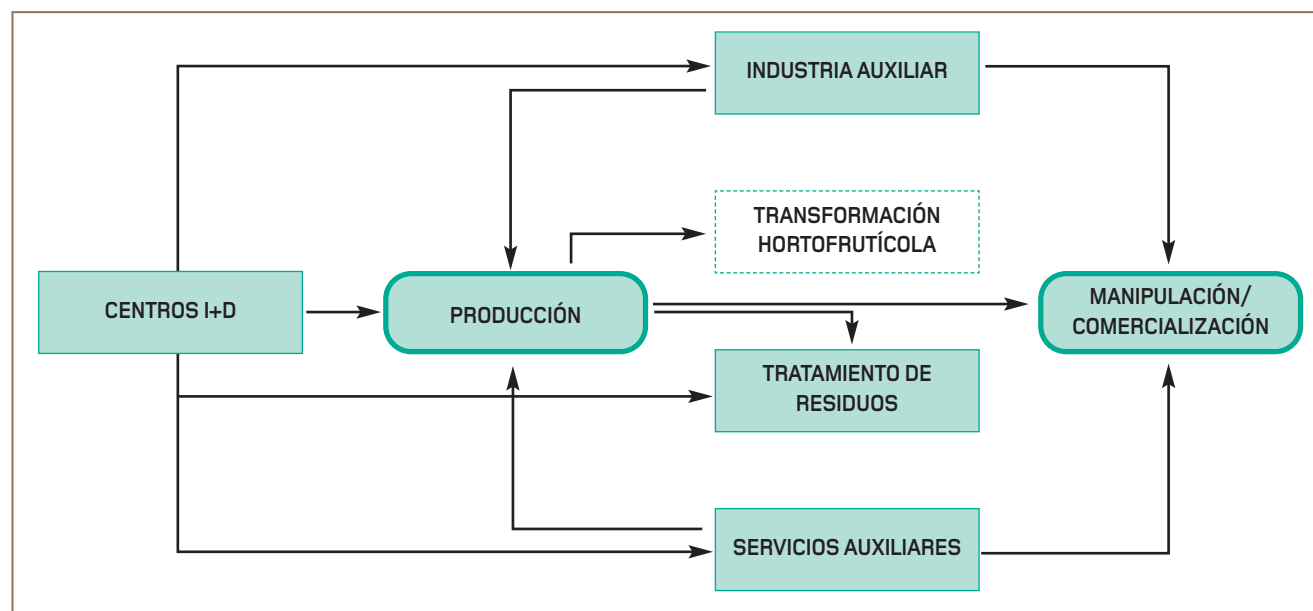 INDUSTRIA AUXILIAR
TRANSFORMACIÓN
HORTOFRUTÍCOLA
CENTROS I+D
PRODUCCIÓN
MANIPULACIÓN/
COMERCIALIZACIÓN
TRATAMIENTO DE
RESIDUOS
SERVICIOS AUXILIARES